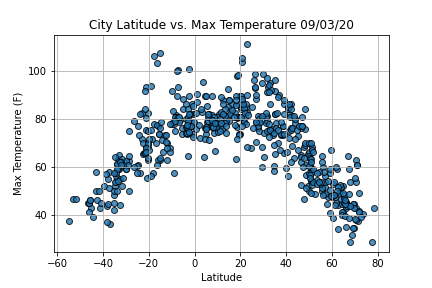 City Latitude vs. Max Temperature 09/03/20
Max Temperature (F)
100
80
60
40
−60 −40 −20 0 20 40 60 80
Latitude